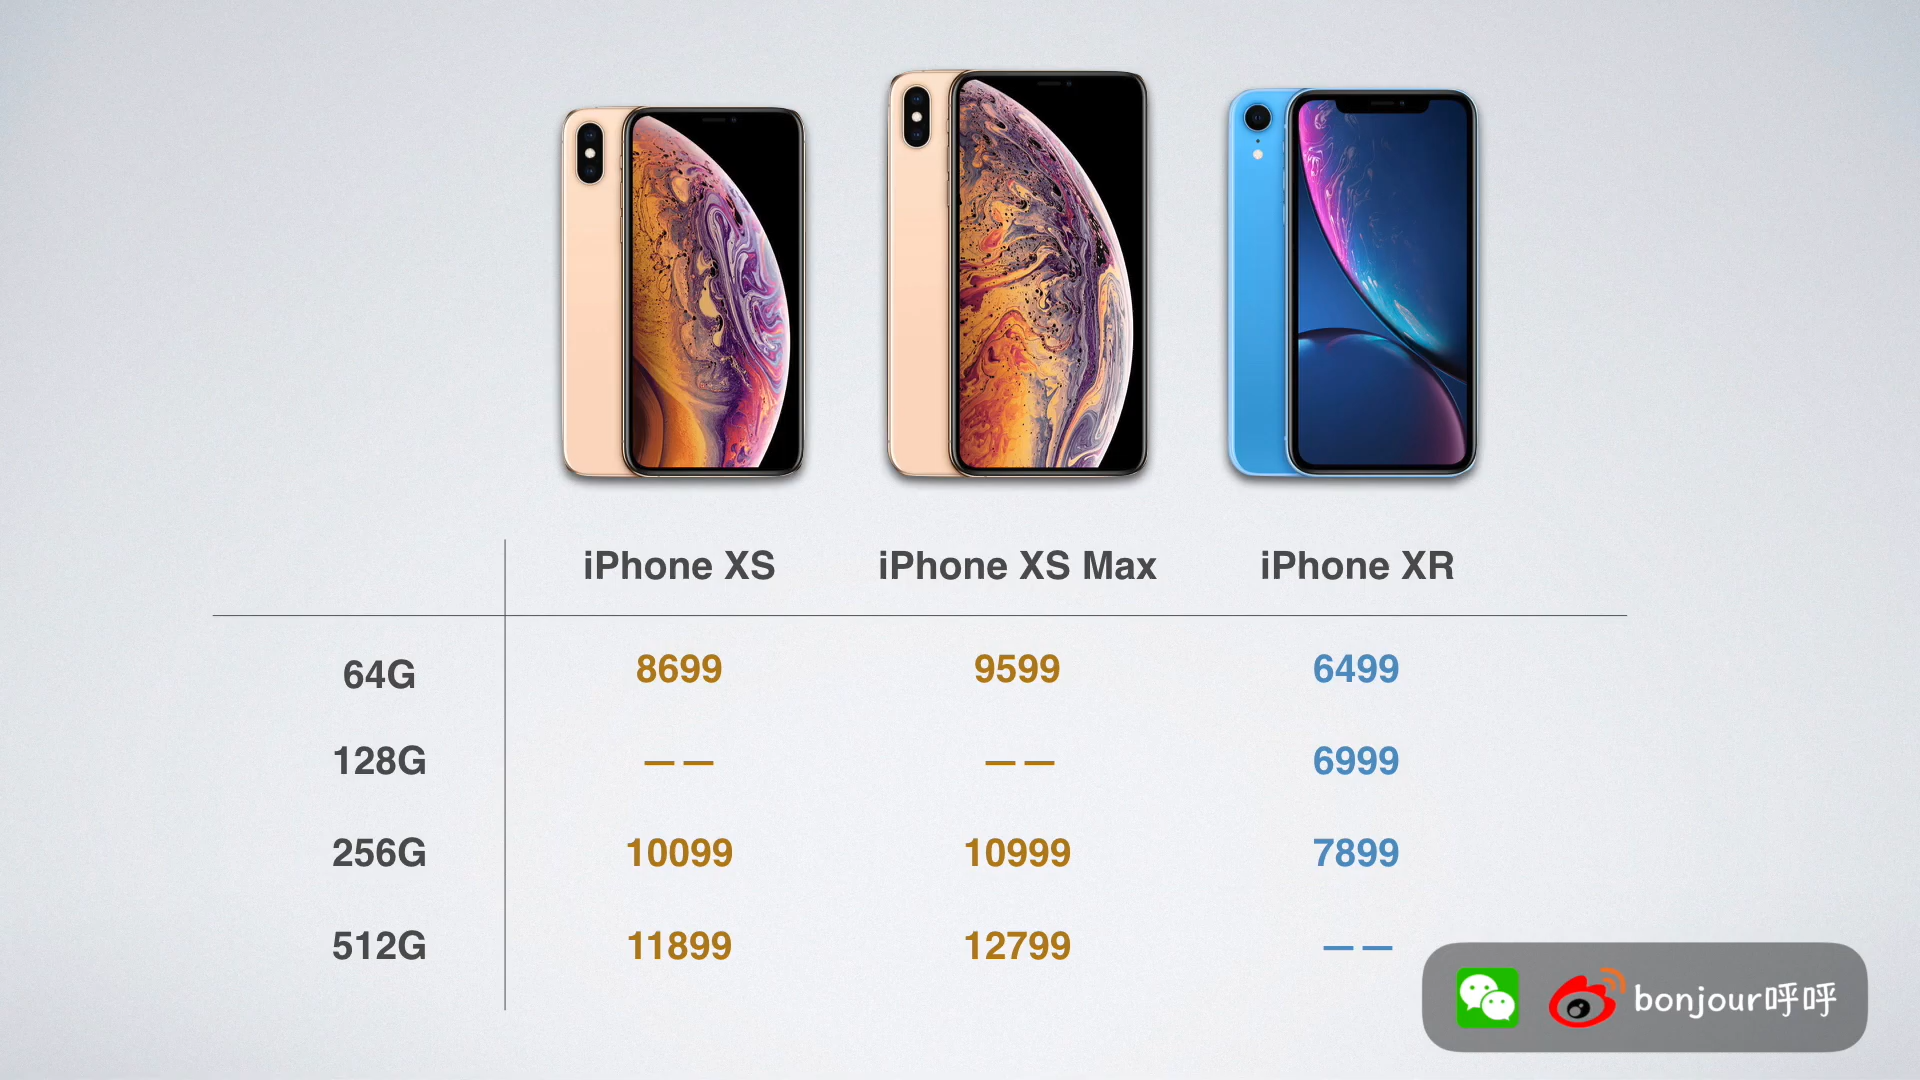 iPhone XS iPhone XS Max iPhone XR
64G 8699 9599 6499
128G —— —— 6999
256G 10099 10999 7899
512G 11899 12799 ——
bonjour呼呼